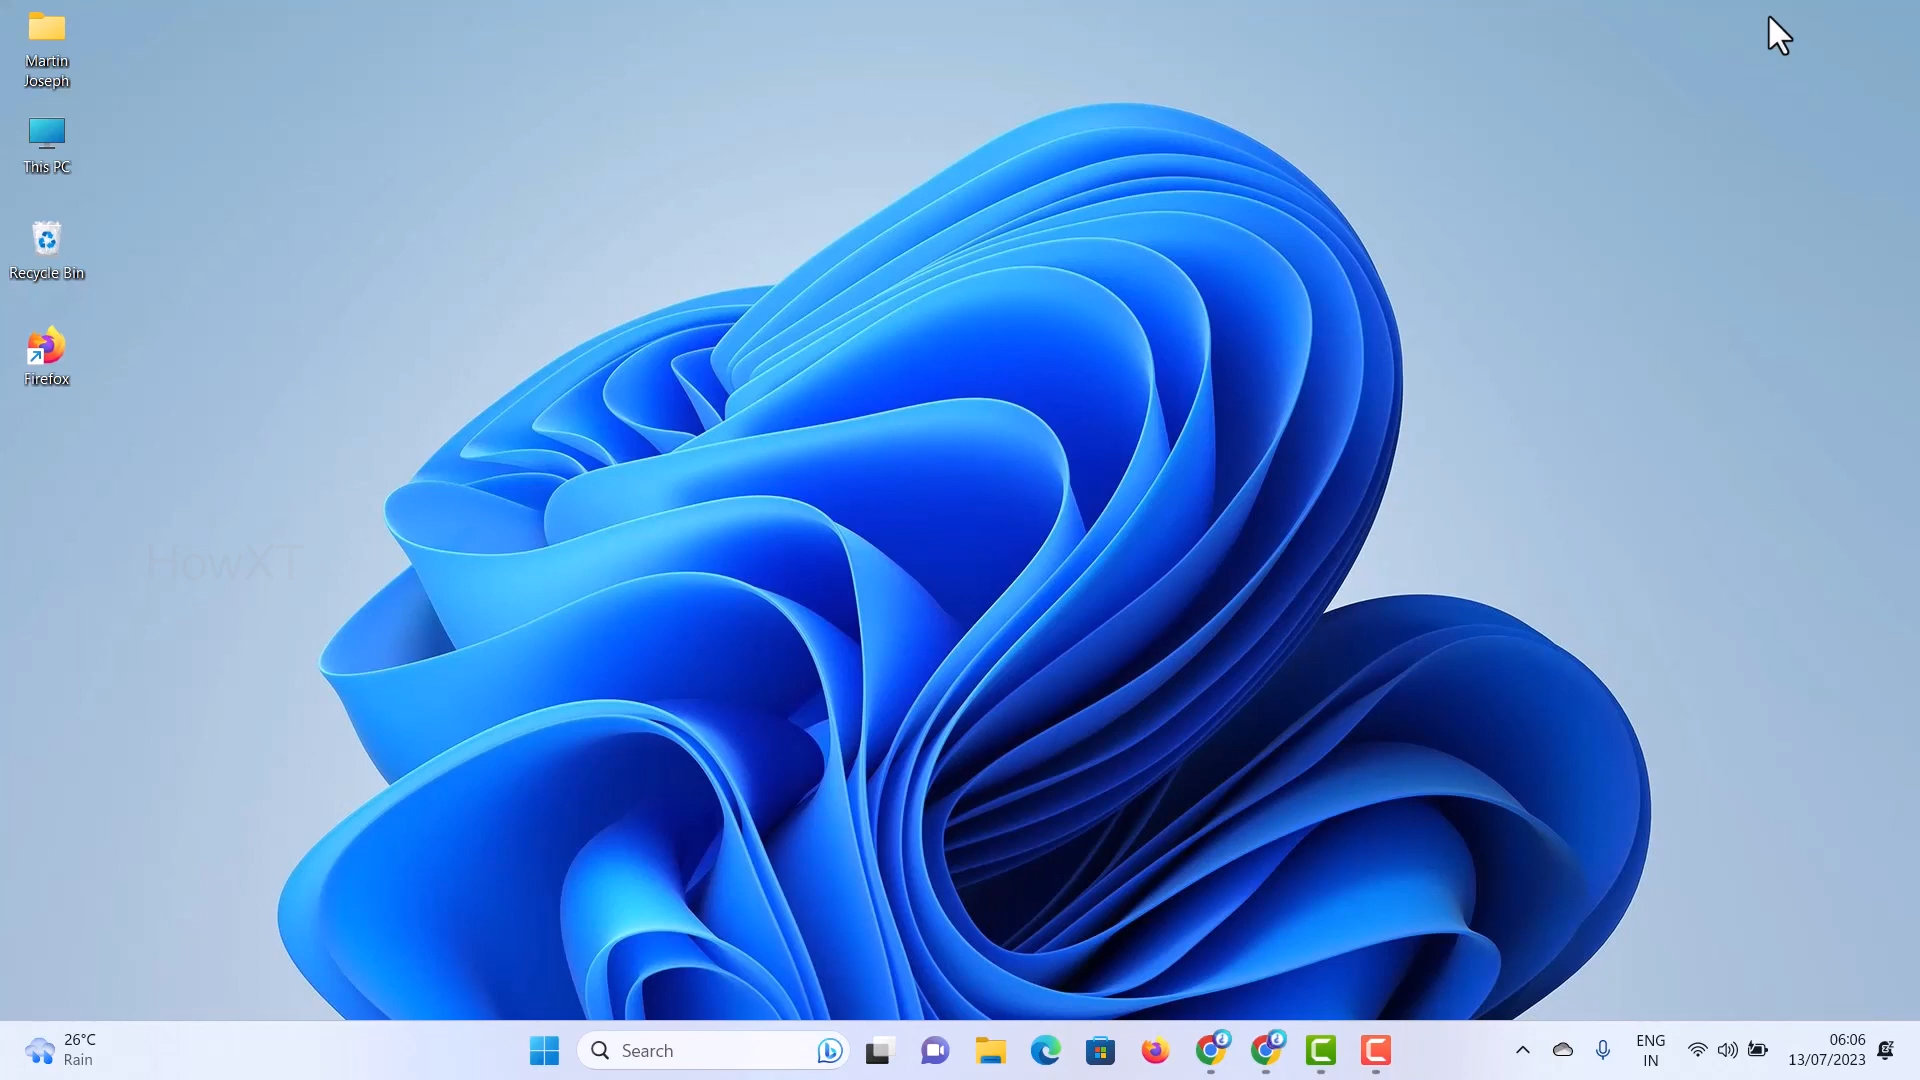 Martin
Joseph
This PC
Recycle Bin
Firefox
HowXT
26°C
Rain
Search
ENG
IN
06:06
13/07/2023